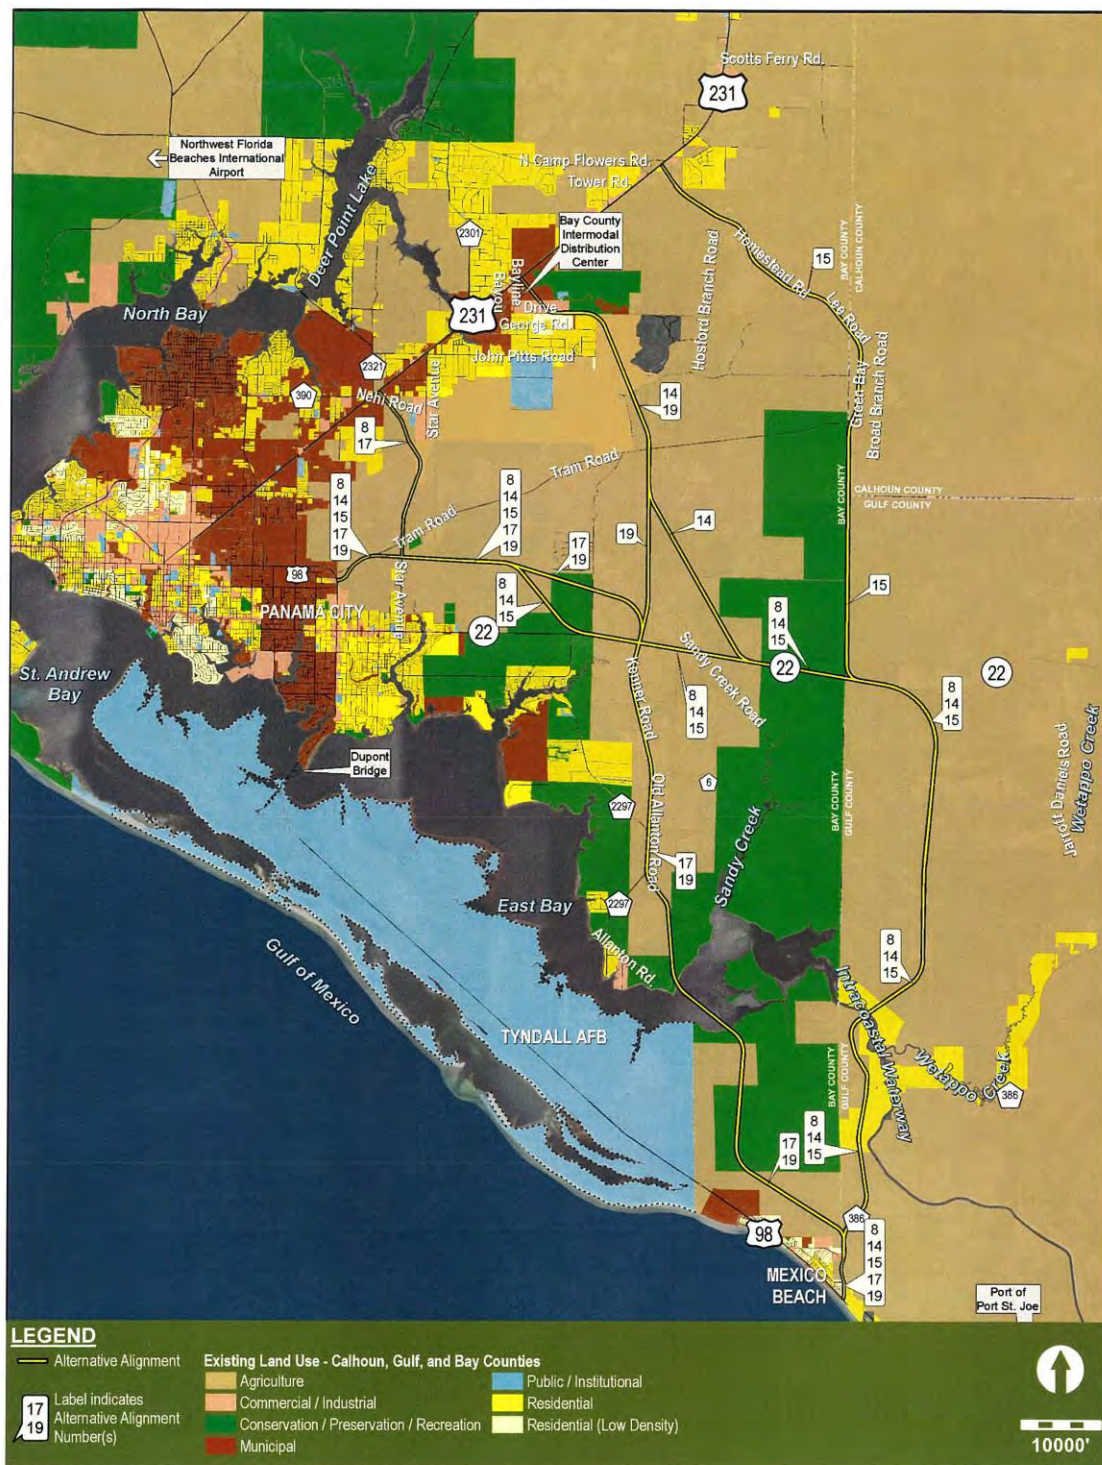 Scotts Ferry Rd.
231
Northwest Florida
Beaches International
Airport
N Camp Flowers Rd.
Tower Rd.
Deer Point Lake
2301
Bay County
Intermodal
Distribution
Center
Hosford Branch Road
Homestead Rd
15
BAY COUNTY
CALHOUN COUNTY
Lee Road
North Bay
231
Bayline
Drive
Bayou
George Rd.
John Pitts Road
Green Bay
Broad Branch Road
2321
390
Nehi Road
Star Avenue
14
19
8
17
Tram Road
BAY COUNTY
CALHOUN COUNTY
GULF COUNTY
8
14
15
17
19
Tram Road
8
14
15
17
19
17
19
19
14
98
PANAMA CITY
Star Avenue
8
14
15
22
15
8
14
15
22
22
St. Andrew
Bay
Kenner Road
Sandy Creek Road
8
14
15
8
14
15
Dupont
Bridge
6
2297
Old Allanton Road
BAY COUNTY
GULF COUNTY
Jarrott Daniels Road
Wetappo Creek
17
19
Sandy Creek
2297
East Bay
Allanton Rd.
Gulf of Mexico
8
14
15
Intracoastal Waterway
TYNDALL AFB
BAY COUNTY
GULF COUNTY
Wetappo Creek
386
17
19
8
14
15
386
98
8
14
15
17
19
MEXICO
BEACH
Port of
Port St. Joe
LEGEND
Alternative Alignment
Label indicates
Alternative Alignment
Number(s)
17
19
Existing Land Use - Calhoun, Gulf, and Bay Counties
Agriculture
Commercial / Industrial
Conservation / Preservation / Recreation
Municipal
Public / Institutional
Residential
Residential (Low Density)
10000'